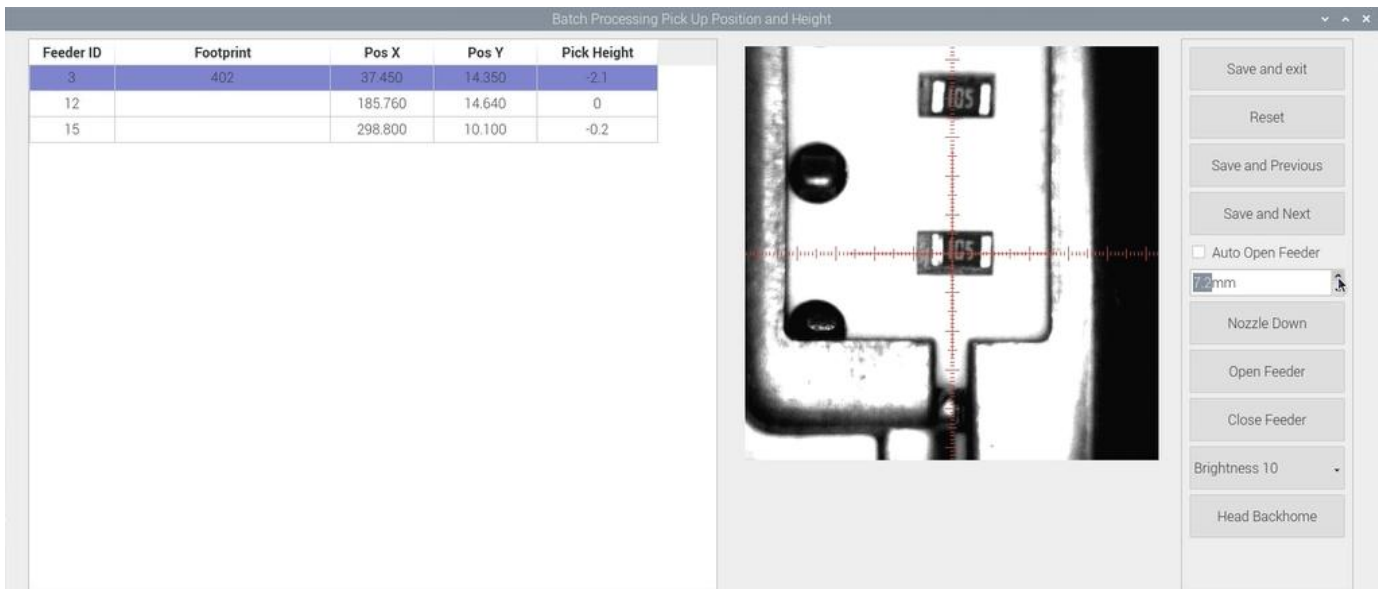 Batch Processing Pick Up Position and Height
Feeder ID Footprint Pos X Pos Y Pick Height
3 402 37.450 14.350 -2.1
12 185.760 14.640 0
15 298.800 10.100 -0.2
105
105
Save and exit
Reset
Save and Previous
Save and Next
Auto Open Feeder
7.2mm
Nozzle Down
Open Feeder
Close Feeder
Brightness 10
Head Backhome